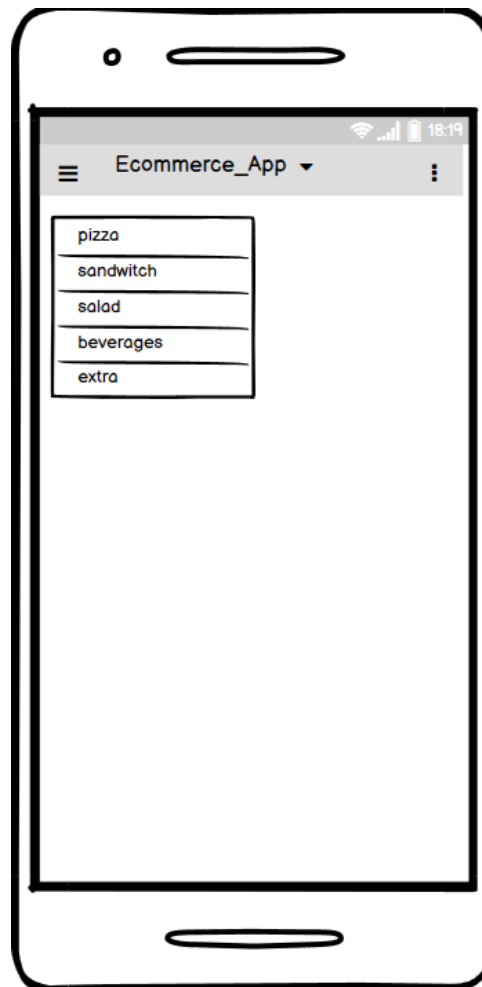 18:19
Ecommerce_App
pizza
sandwitch
salad
beverages
extra